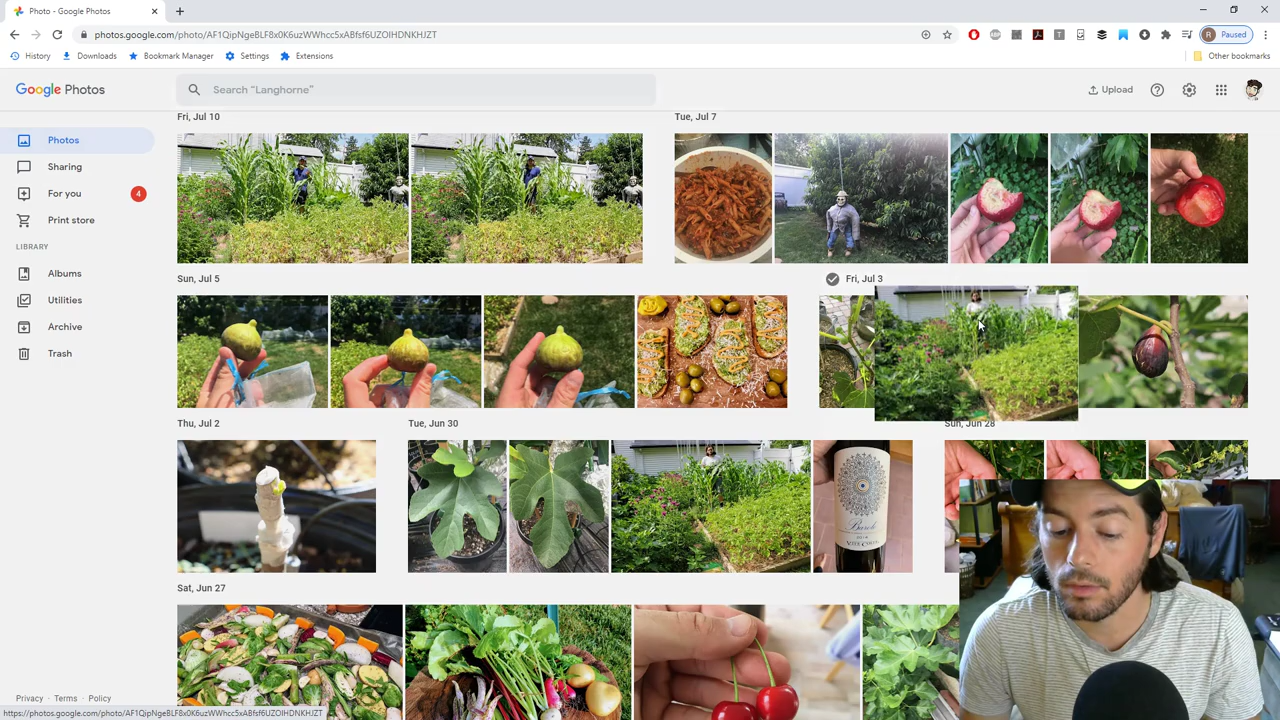 Photo - Google Photos
photos.google.com/photo/AF1QipNgeBLF8x0K6uzWWhcc5xABfsf6UZOIHDNKHJZT
R Paused
History Downloads Bookmark Manager Settings Extensions Other bookmarks
Google Photos Search “Langhorne” Upload
Photos
Sharing
For you 4
Print store
LIBRARY
Albums
Utilities
Archive
Trash
Fri, Jul 10 Tue, Jul 7
Sun, Jul 5 Fri, Jul 3
Thu, Jul 2 Tue, Jun 30 Sun, Jun 28
Barolo
Sat, Jun 27
Privacy · Terms · Policy
https://photos.google.com/photo/AF1QipNgeBLF8x0K6uzWWhcc5xABfsf6UZOIHDNKHJZT